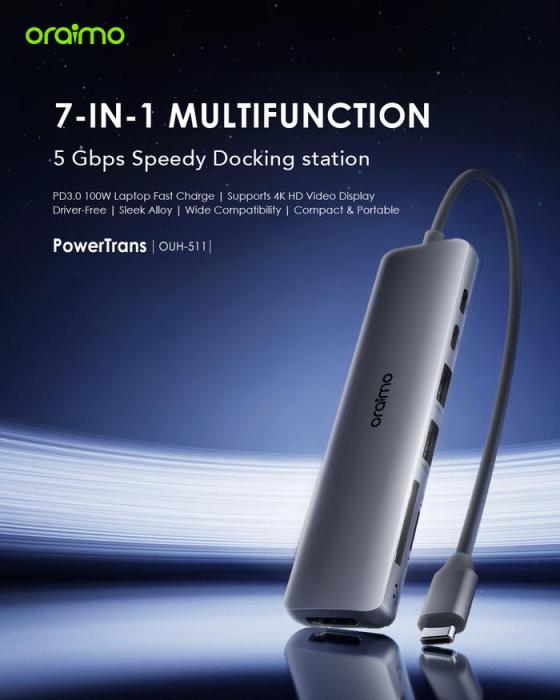 oraimo
7-IN-1 MULTIFUNCTION
5 Gbps Speedy Docking station
PD3.0 100W Laptop Fast Charge | Supports 4K HD Video Display
Driver-Free | Sleek Alloy | Wide Compatibility | Compact & Portable
PowerTrans | OUH-511|
oraimo